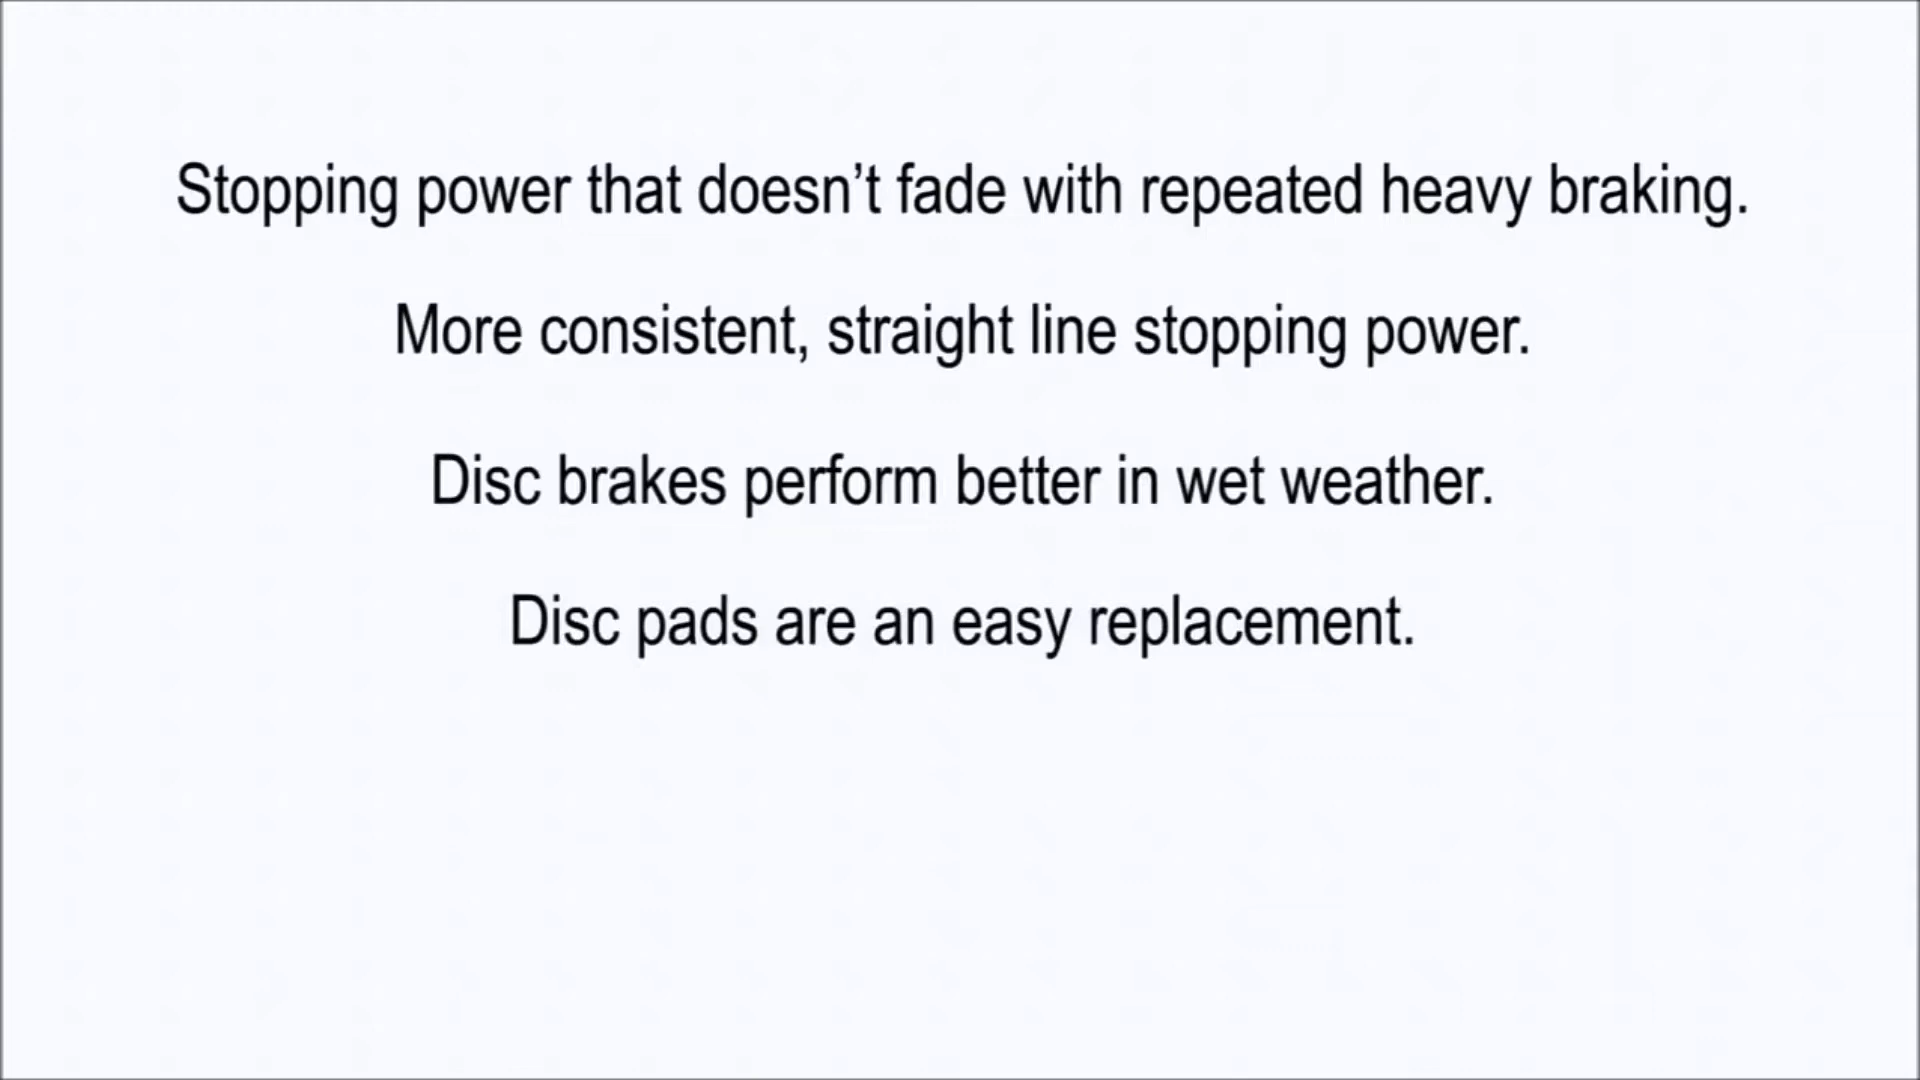 Stopping power that doesn’t fade with repeated heavy braking.
More consistent, straight line stopping power.
Disc brakes perform better in wet weather.
Disc pads are an easy replacement.